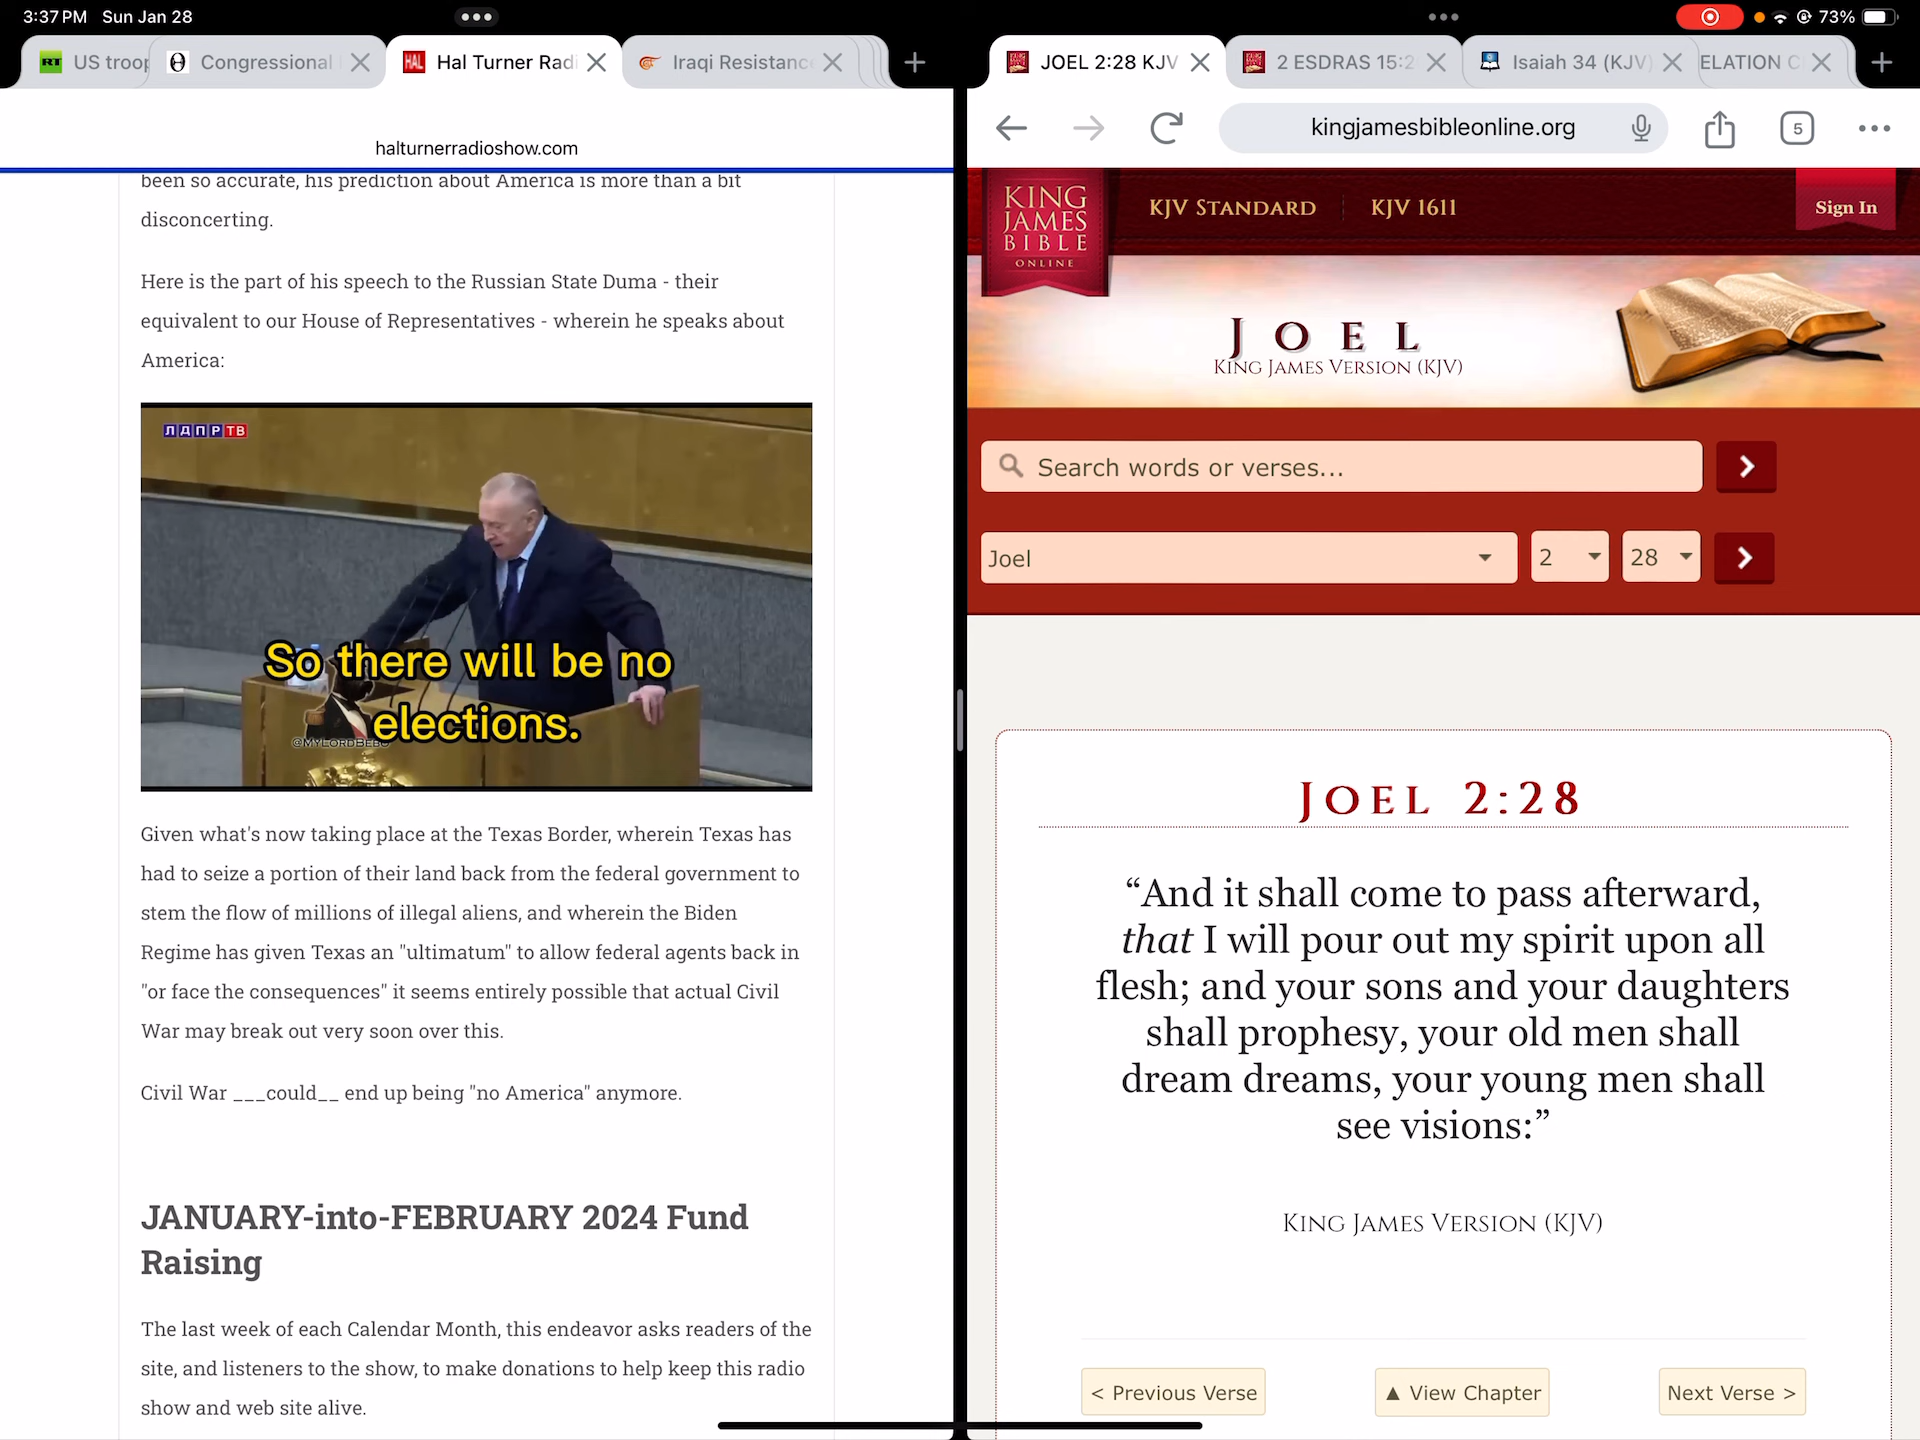 3:37 PM Sun Jan 28
73%
US troop
Congressional
Hal Turner Radi
Iraqi Resistanc
halturnerradioshow.com
been so accurate, his prediction about America is more than a bit
disconcerting.
Here is the part of his speech to the Russian State Duma - their
equivalent to our House of Representatives - wherein he speaks about
America:
ЛДПР ТВ
So there will be no
elections.
Given what's now taking place at the Texas Border, wherein Texas has
had to seize a portion of their land back from the federal government to
stem the flow of millions of illegal aliens, and wherein the Biden
Regime has given Texas an "ultimatum" to allow federal agents back in
"or face the consequences" it seems entirely possible that actual Civil
War may break out very soon over this.
Civil War ___could__ end up being "no America" anymore.
JANUARY-into-FEBRUARY 2024 Fund
Raising
The last week of each Calendar Month, this endeavor asks readers of the
site, and listeners to the show, to make donations to help keep this radio
show and web site alive.
JOEL 2:28 KJV
2 ESDRAS 15:2
Isaiah 34 (KJV)
ELATION C
kingjamesbibleonline.org
5
KING
JAMES
BIBLE
ONLINE
KJV STANDARD
KJV 1611
Sign In
JOEL
KING JAMES VERSION (KJV)
Search words or verses...
Joel
2
28
JOEL 2:28
“And it shall come to pass afterward,
that I will pour out my spirit upon all
flesh; and your sons and your daughters
shall prophesy, your old men shall
dream dreams, your young men shall
see visions:”
KING JAMES VERSION (KJV)
< Previous Verse
▲ View Chapter
Next Verse >